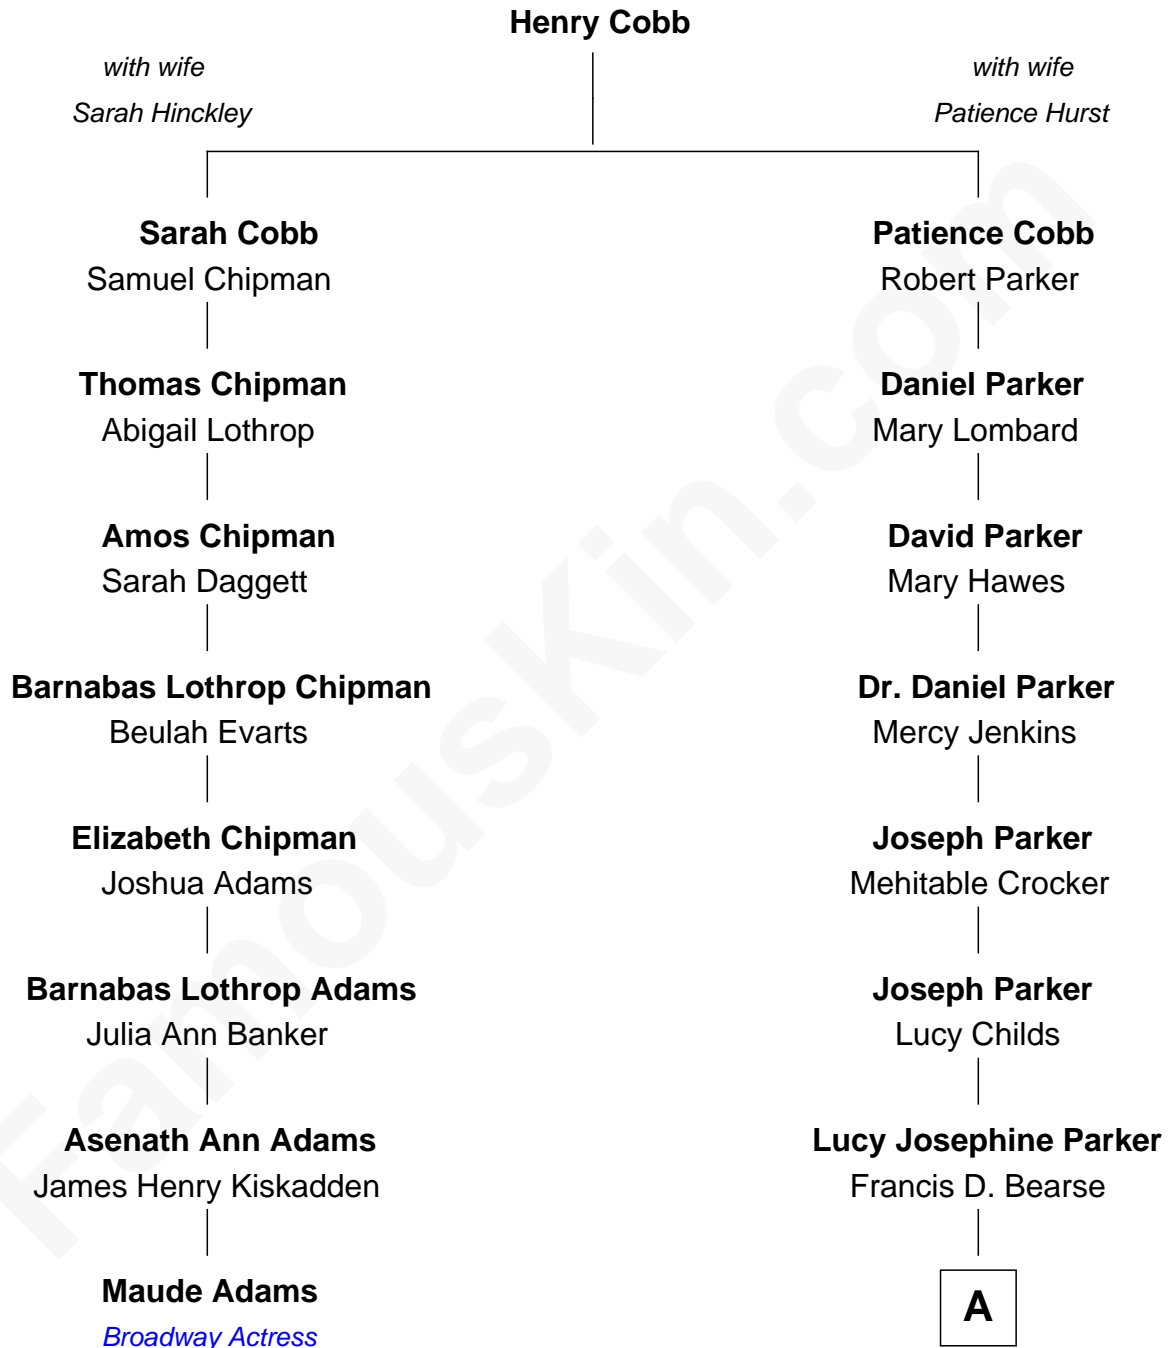 Henry Cobb
with wife
Sarah Hinckley
with wife
Patience Hurst
Sarah Cobb
Samuel Chipman
Patience Cobb
Robert Parker
Thomas Chipman
Abigail Lothrop
Daniel Parker
Mary Lombard
Amos Chipman
Sarah Daggett
David Parker
Mary Hawes
Barnabas Lothrop Chipman
Beulah Evarts
Dr. Daniel Parker
Mercy Jenkins
Elizabeth Chipman
Joshua Adams
Joseph Parker
Mehitable Crocker
Barnabas Lothrop Adams
Julia Ann Banker
Joseph Parker
Lucy Childs
Asenath Ann Adams
James Henry Kiskadden
Lucy Josephine Parker
Francis D. Bearse
Maude Adams
Broadway Actress
A
FamousKin.com